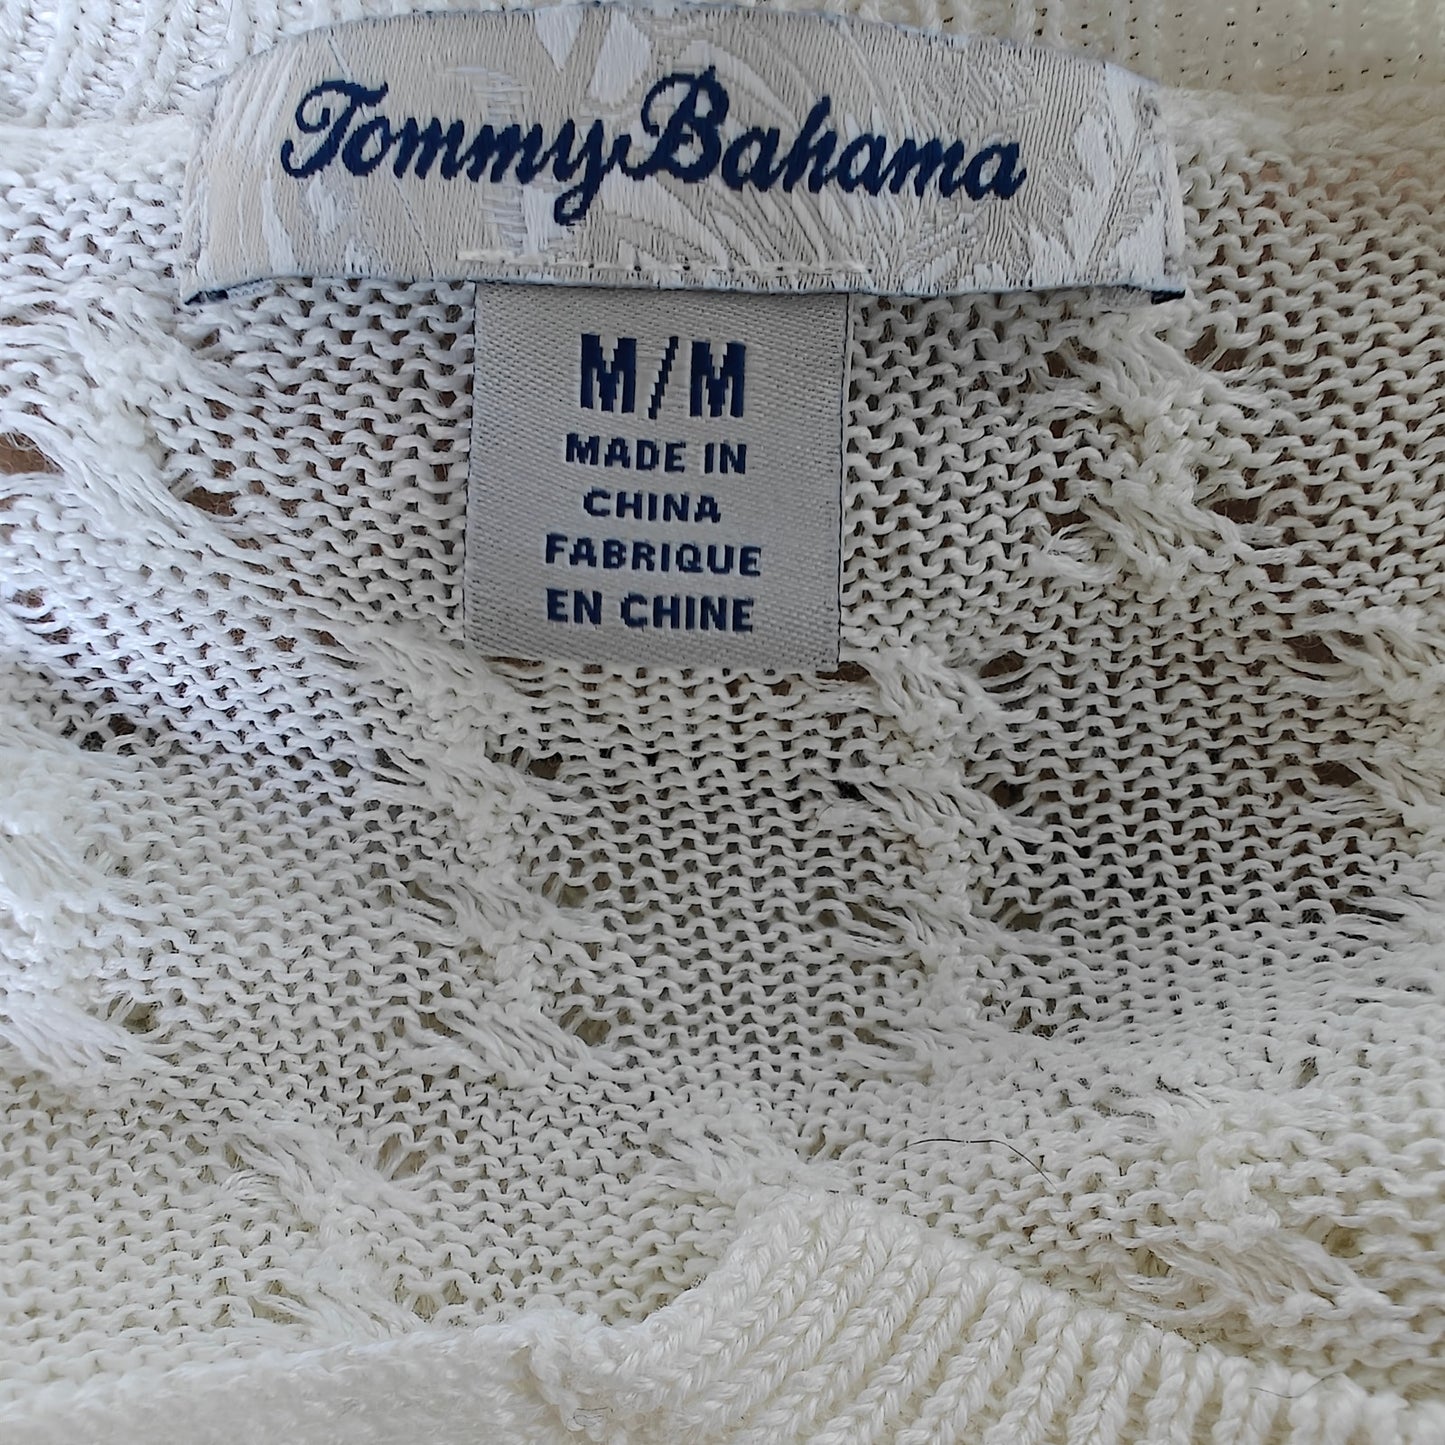 Tommy Bahama
M/M
MADE IN
CHINA
FABRIQUE
EN CHINE